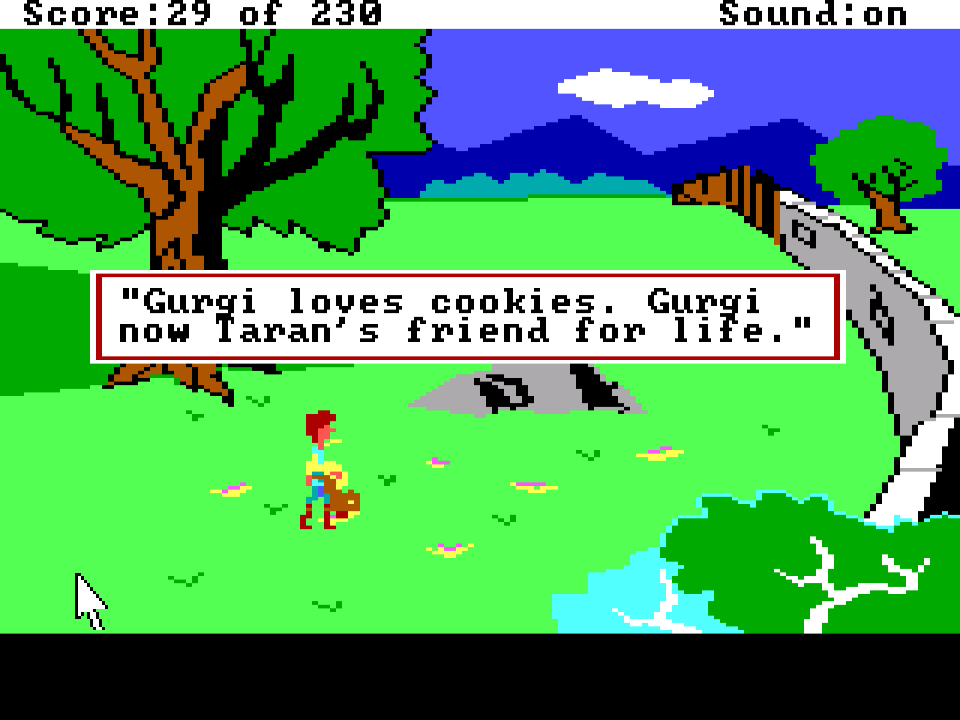 Score:29 of 230 Sound:on
"Gurgi loves cookies. Gurgi
now Taran's friend for life."